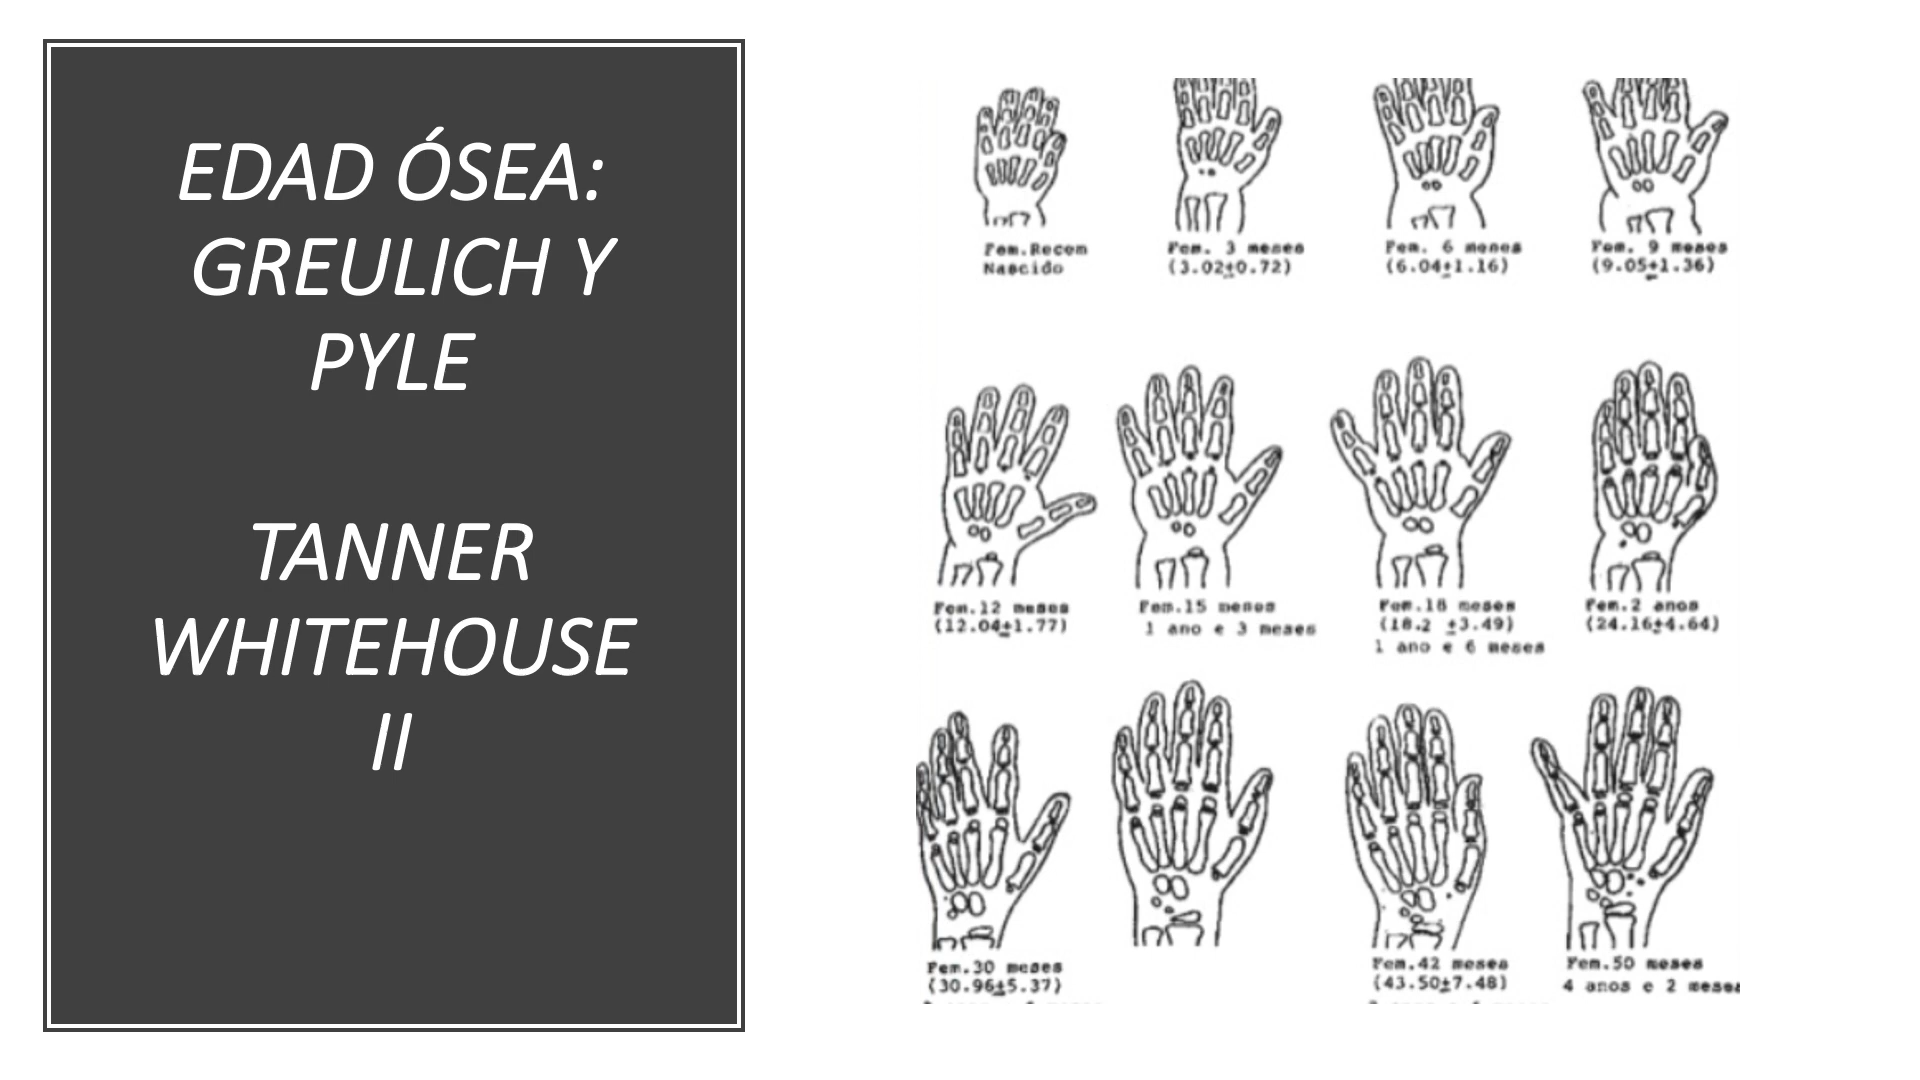 EDAD ÓSEA:
GREULICH Y
PYLE
TANNER
WHITEHOUSE
II
Fem.Recem
Nascido
Fem. 3 meses
(3.02±0.72)
Fem. 6 meses
(6.04±1.16)
Fem. 9 meses
(9.05±1.36)
Fem.12 meses
(12.04±1.77)
Fem.15 meses
1 ano e 3 meses
Fem.18 meses
(18.2 ±3.49)
1 ano e 6 meses
Fem.2 anos
(24.16±4.64)
Fem.30 meses
(30.96±5.37)
Fem.42 meses
(43.50±7.48)
Fem.50 meses
4 anos e 2 meses